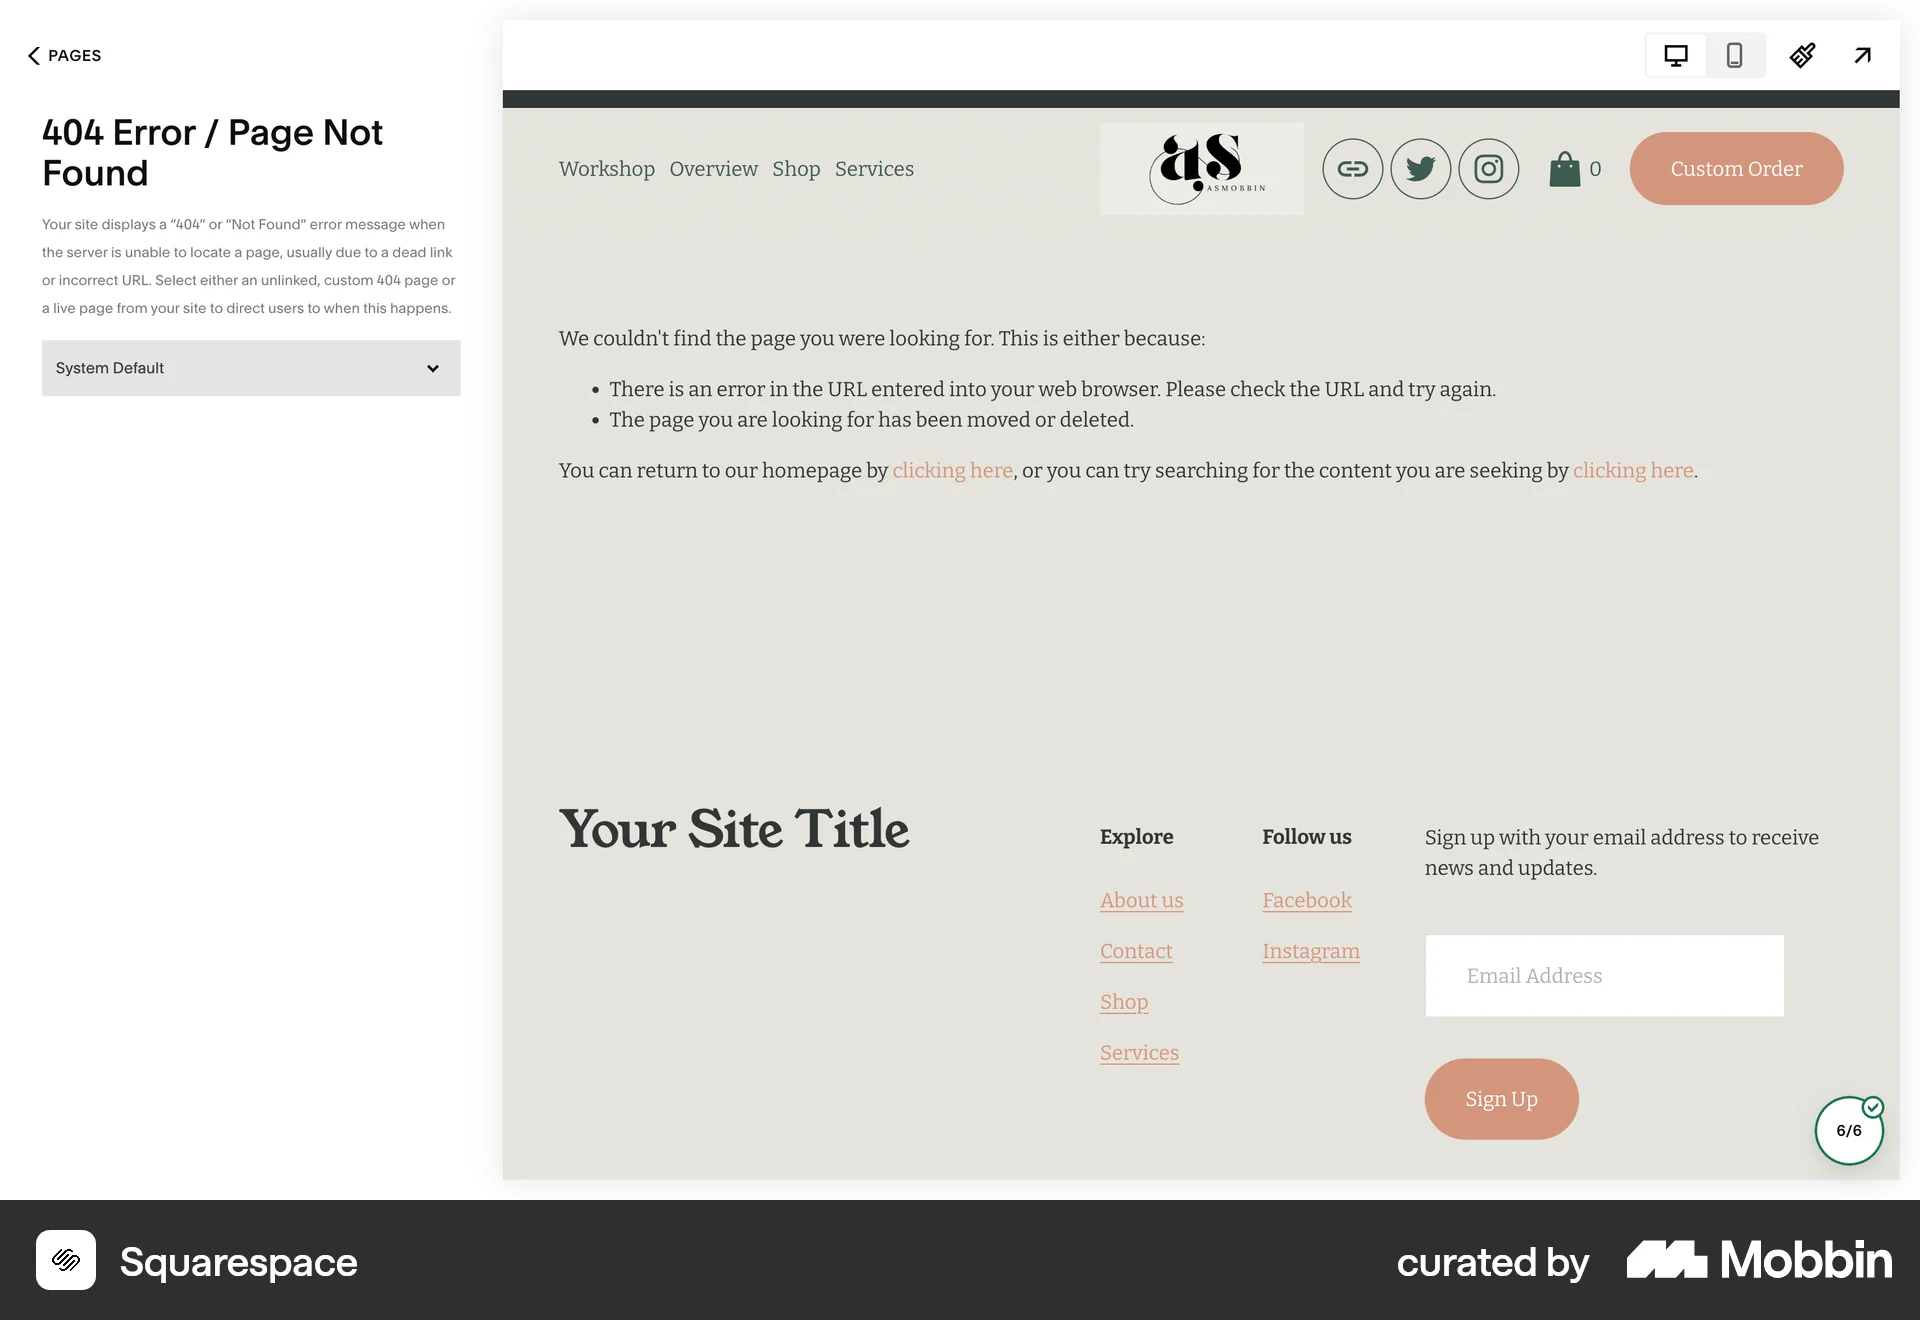 PAGES
404 Error / Page Not
Found
Your site displays a “404” or “Not Found” error message when
the server is unable to locate a page, usually due to a dead link
or incorrect URL. Select either an unlinked, custom 404 page or
a live page from your site to direct users to when this happens.
System Default
Workshop Overview Shop Services
a.s
ASMOBBIN
0
Custom Order
We couldn't find the page you were looking for. This is either because:
• There is an error in the URL entered into your web browser. Please check the URL and try again.
• The page you are looking for has been moved or deleted.
You can return to our homepage by clicking here, or you can try searching for the content you are seeking by clicking here.
Your Site Title
Explore
About us
Contact
Shop
Services
Follow us
Facebook
Instagram
Sign up with your email address to receive
news and updates.
Email Address
Sign Up
6/6
Squarespace
curated by Mobbin